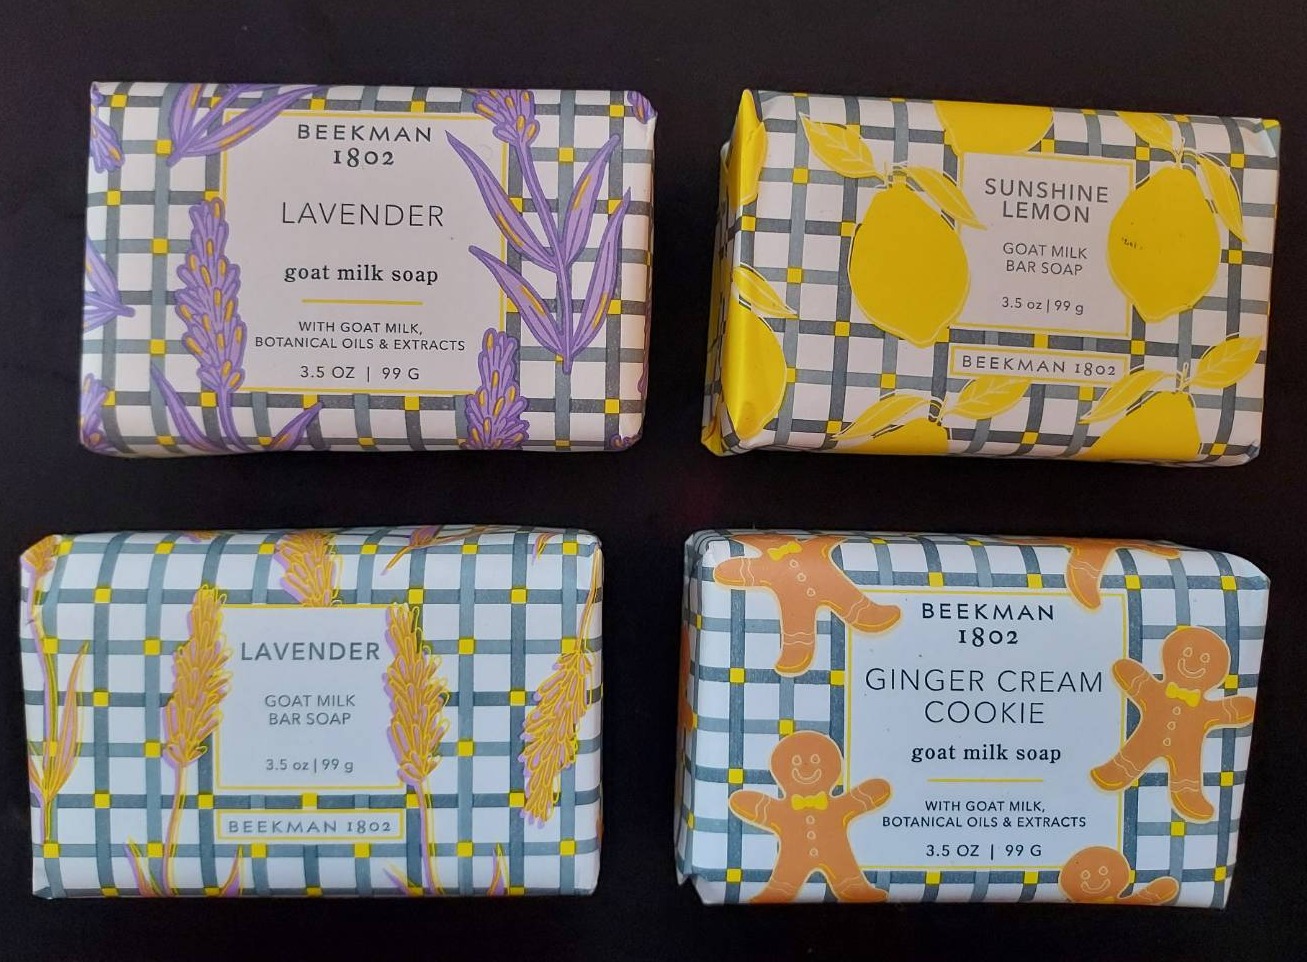 BEEKMAN
1802
LAVENDER
goat milk soap
WITH GOAT MILK,
BOTANICAL OILS & EXTRACTS
3.5 OZ | 99 G
SUNSHINE
LEMON
GOAT MILK
BAR SOAP
3.5 oz | 99 g
BEEKMAN 1802
LAVENDER
GOAT MILK
BAR SOAP
3.5 oz | 99 g
BEEKMAN 1802
BEEKMAN
1802
GINGER CREAM
COOKIE
goat milk soap
WITH GOAT MILK,
BOTANICAL OILS & EXTRACTS
3.5 OZ | 99 G